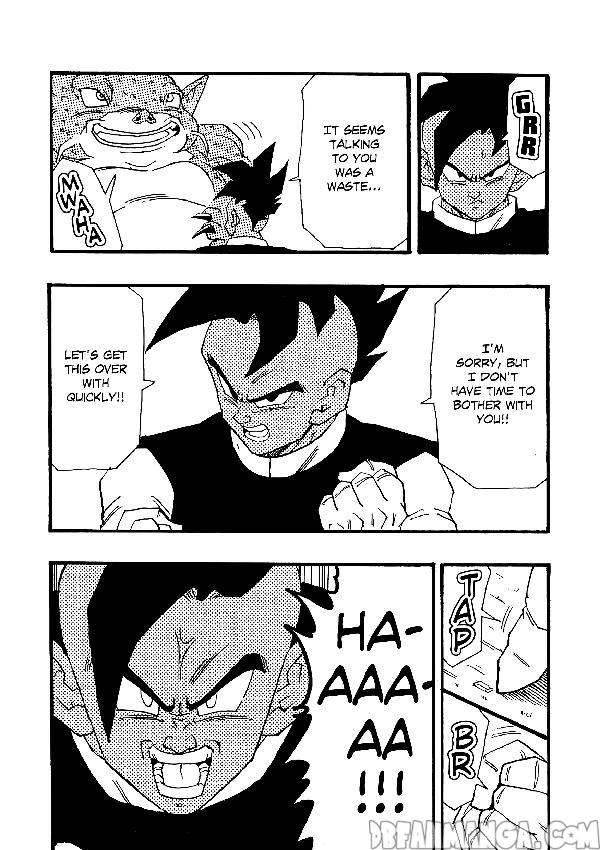 GRR
IT SEEMS
TALKING
TO YOU
WAS A
WASTE...
MWAHA
I'M
SORRY, BUT
I DON'T
HAVE TIME TO
BOTHER WITH
YOU!!
LET'S GET
THIS OVER
WITH
QUICKLY!!
TAP
BR
HA-
AAAA-
AA
!!!
DBFANMANGA.COM